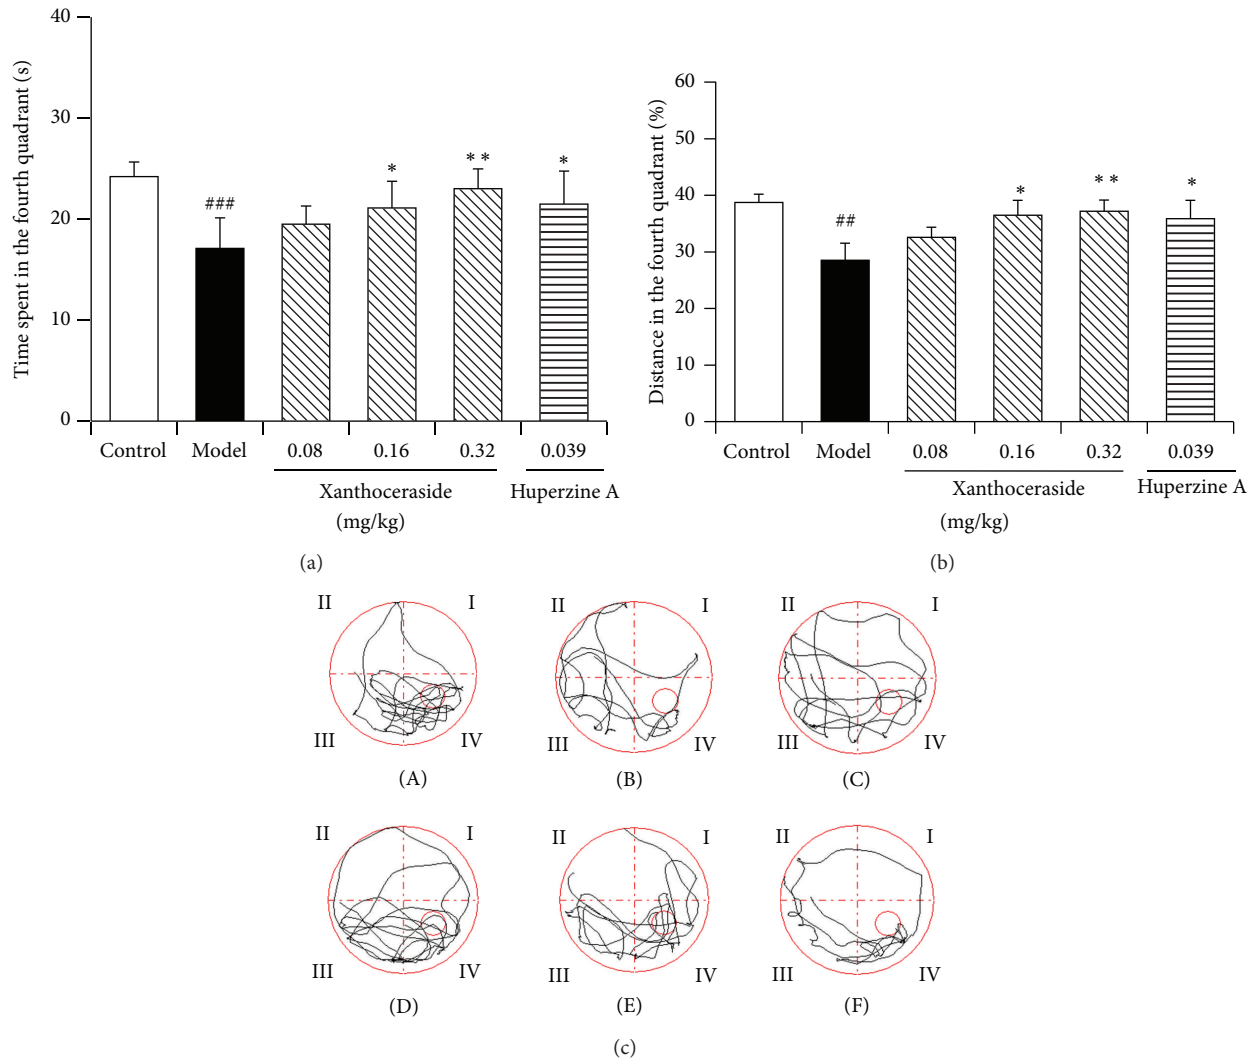 40
30
20
10
0
Time spent in the fourth quadrant (s)
###
*
**
*
Control Model 0.08 0.16 0.32 0.039
Xanthoceraside Huperzine A
(mg/kg)
(a)
60
50
40
30
20
10
0
Distance in the fourth quadrant (%)
##
*
**
*
Control Model 0.08 0.16 0.32 0.039
Xanthoceraside Huperzine A
(mg/kg)
(b)
II I
III IV
(A)
II I
III IV
(B)
II I
III IV
(C)
II I
III IV
(D)
II I
III IV
(E)
II I
III IV
(F)
(c)